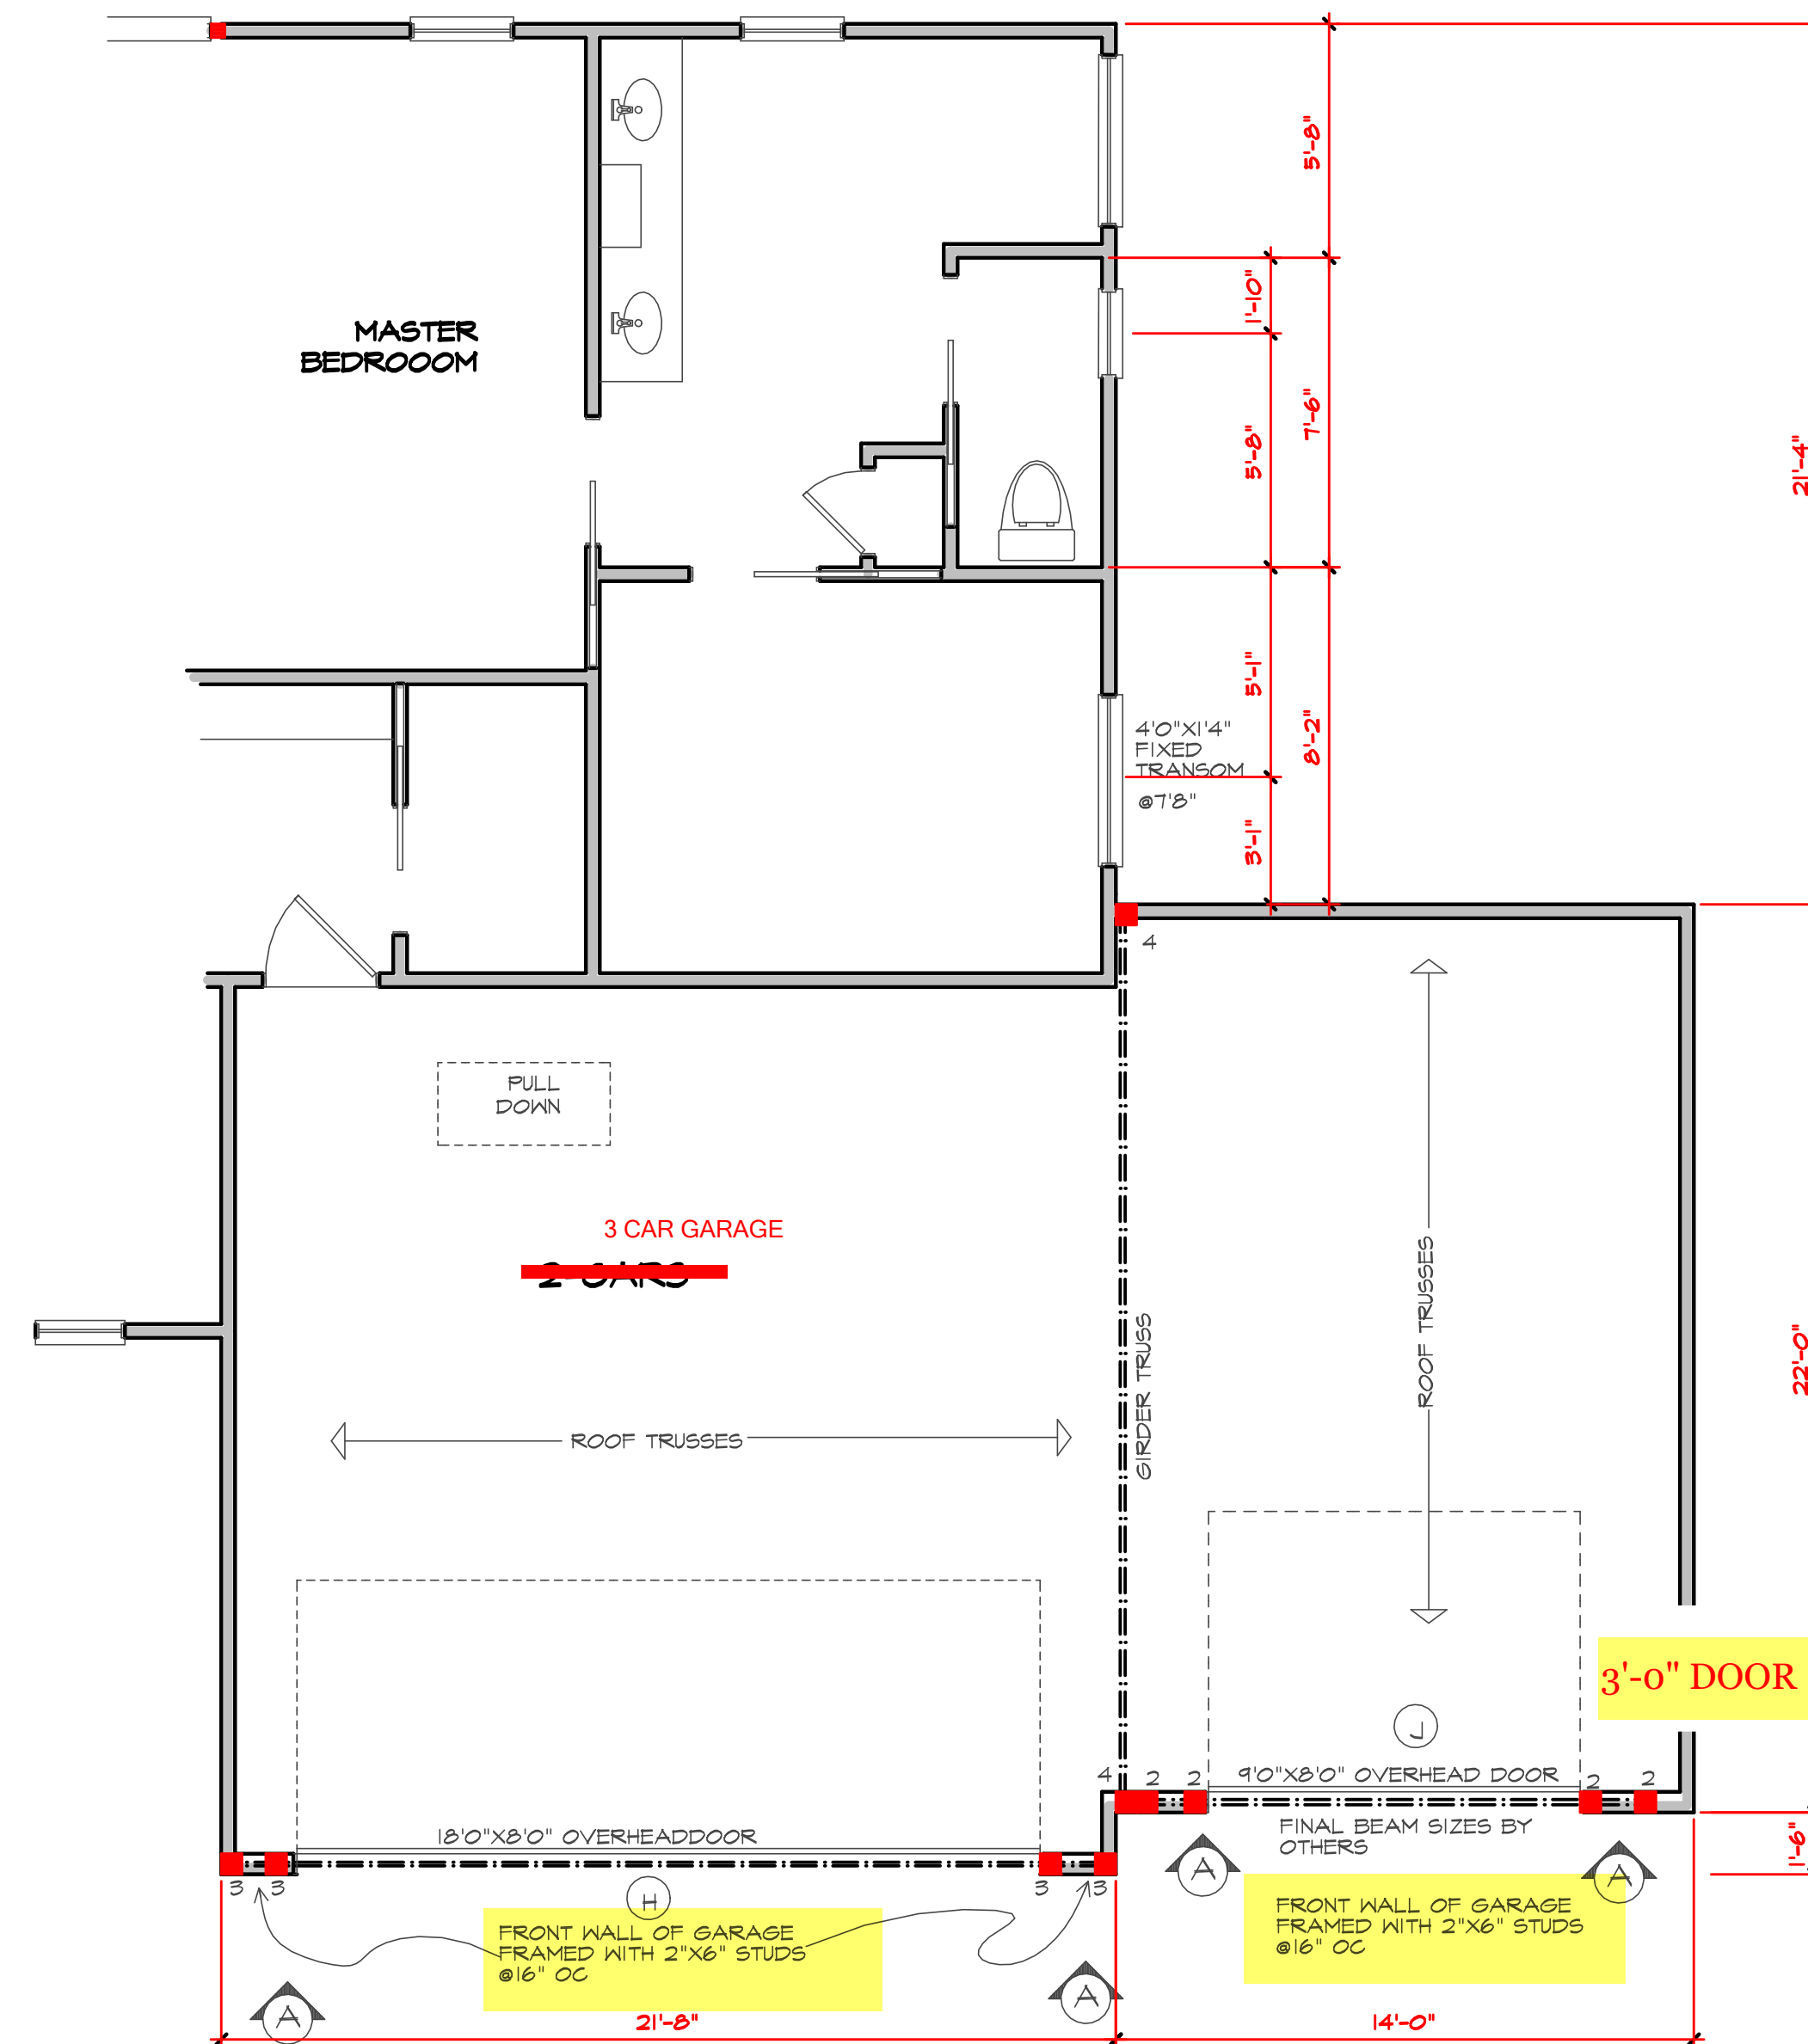 5'-8"
1'-10"
MASTER
BEDROOOM
7'-6"
5'-8"
21'-4"
5'-1"
4'0"X1'4"
FIXED
TRANSOM
@7'8"
8'-2"
3'-1"
4
PULL
DOWN
3 CAR GARAGE
2 CARS
ROOF TRUSSES
GIRDER TRUSS
22'-0"
ROOF TRUSSES
3'-0" DOOR
J
4
2
2
9'0"X8'0" OVERHEAD DOOR
2
2
FINAL BEAM SIZES BY
OTHERS
18'0"X8'0" OVERHEADDOOR
1'-6"
A
A
3
3
H
3
3
FRONT WALL OF GARAGE
FRAMED WITH 2"X6" STUDS
@16" OC
FRONT WALL OF GARAGE
FRAMED WITH 2"X6" STUDS
@16" OC
A
A
21'-8"
14'-0"